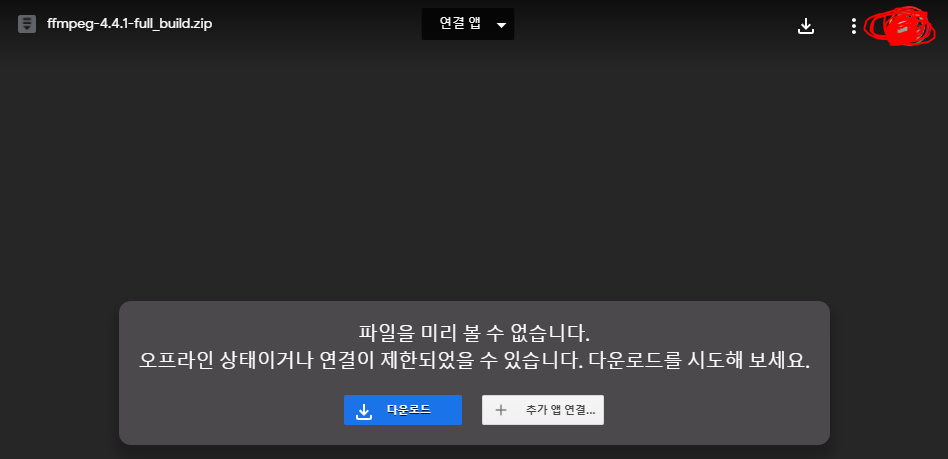 ffmpeg-4.4.1-full_build.zip
연결 앱
파일을 미리 볼 수 없습니다.
오프라인 상태이거나 연결이 제한되었을 수 있습니다. 다운로드를 시도해 보세요.
다운로드
추가 앱 연결...